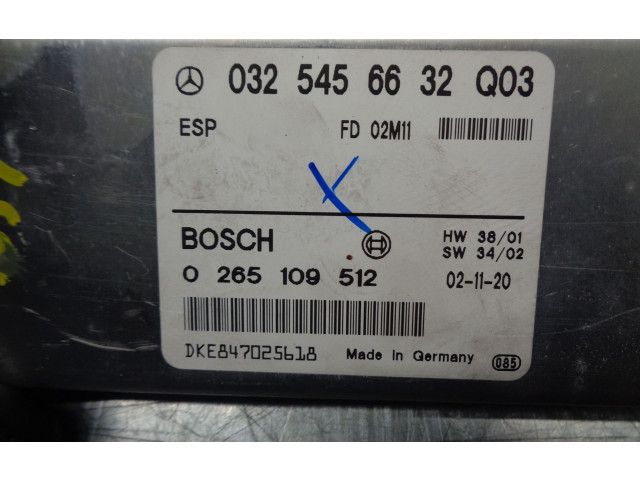 032 545 66 32 Q03
ESP FD 02M11
BOSCH HW 38/01
SW 34/02
0 265 109 512 02-11-20
DKE847025618 Made in Germany 085